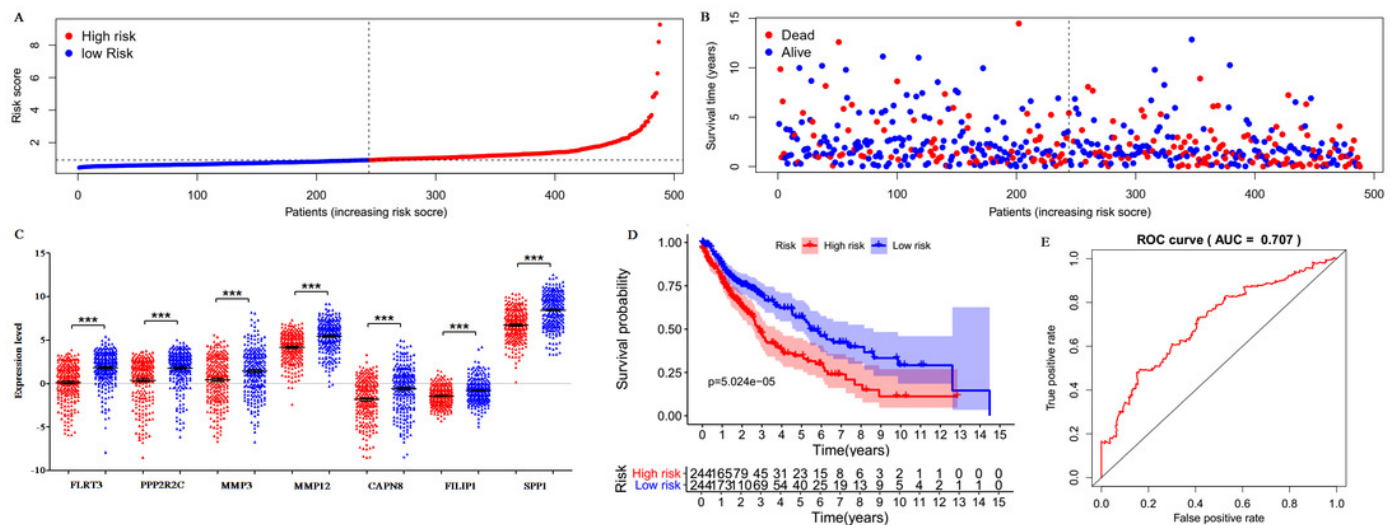 A
High risk
low Risk
Risk score
8
6
4
2
0
100
200
300
400
500
Patients (increasing risk socre)
B
Dead
Alive
Survival time (years)
15
10
5
0
0
100
200
300
400
500
Patients (increasing risk socre)
C
Expression level
15
10
5
0
-5
-10
***
***
***
***
***
***
***
FLRT3
PPP2R2C
MMP3
MMP12
CAPN8
FILIP1
SPP1
D
Risk High risk Low risk
Survival probability
1.00
0.75
0.50
0.25
0.00
p=5.024e−05
0 1 2 3 4 5 6 7 8 9 10 11 12 13 14 15
Time(years)
Risk
High risk 244 165 79 45 31 23 15 8 6 3 2 1 1 0 0 0
Low risk 244 173 110 69 54 40 25 19 13 9 5 4 2 1 1 0
0 1 2 3 4 5 6 7 8 9 10 11 12 13 14 15
Time(years)
E
ROC curve ( AUC = 0.707 )
True positive rate
1.0
0.8
0.6
0.4
0.2
0.0
0.0 0.2 0.4 0.6 0.8 1.0
False positive rate